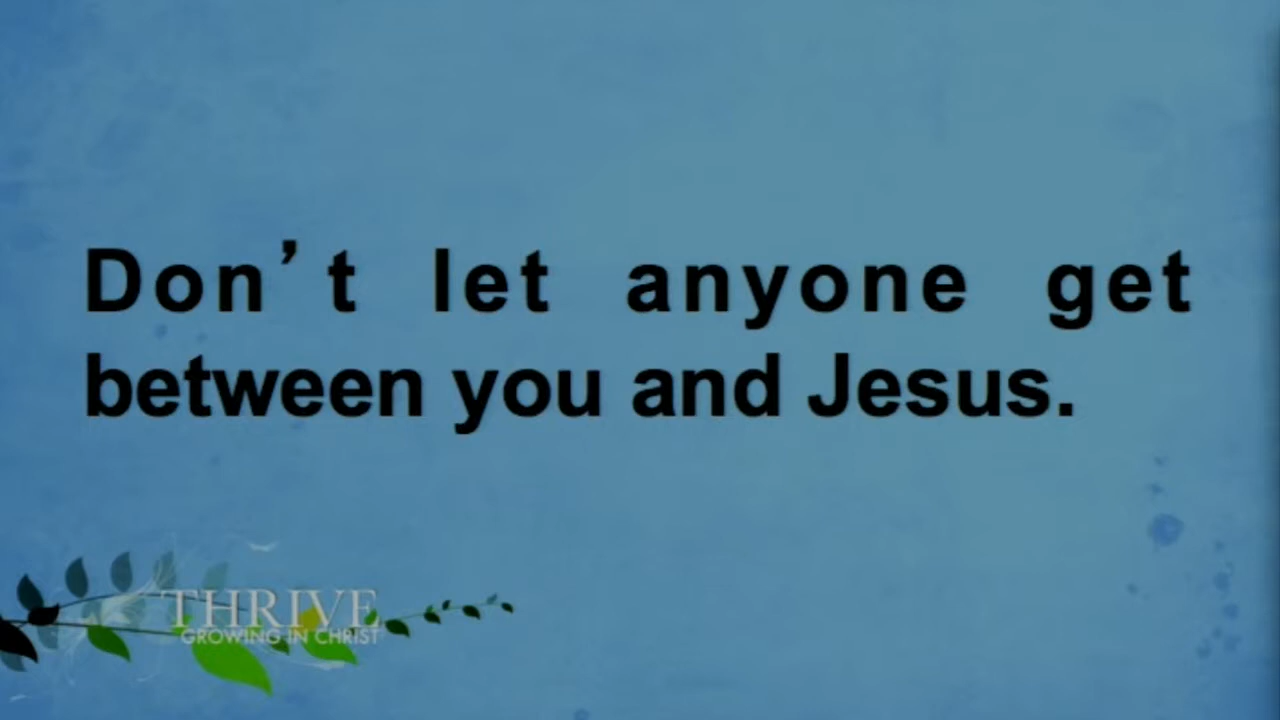 Don’t let anyone get
between you and Jesus.
THRIVE
GROWING IN CHRIST